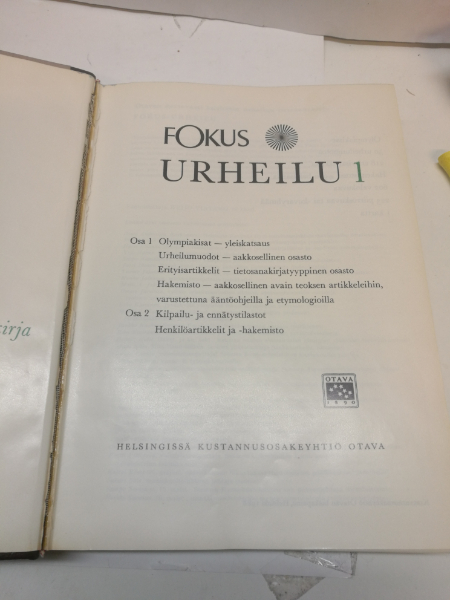 FOKUS
URHEILU 1
Osa 1 Olympiakisat — yleiskatsaus
Urheilumuodot — aakkosellinen osasto
Erityisartikkelit — tietosanakirjatyyppinen osasto
Hakemisto — aakkosellinen avain teoksen artikkeleihin,
varustettuna ääntöohjeilla ja etymologioilla
Osa 2 Kilpailu- ja ennätystilastot
Henkilöartikkelit ja -hakemisto
OTAVA
1890
HELSINGISSÄ KUSTANNUSOSAKEYHTIÖ OTAVA